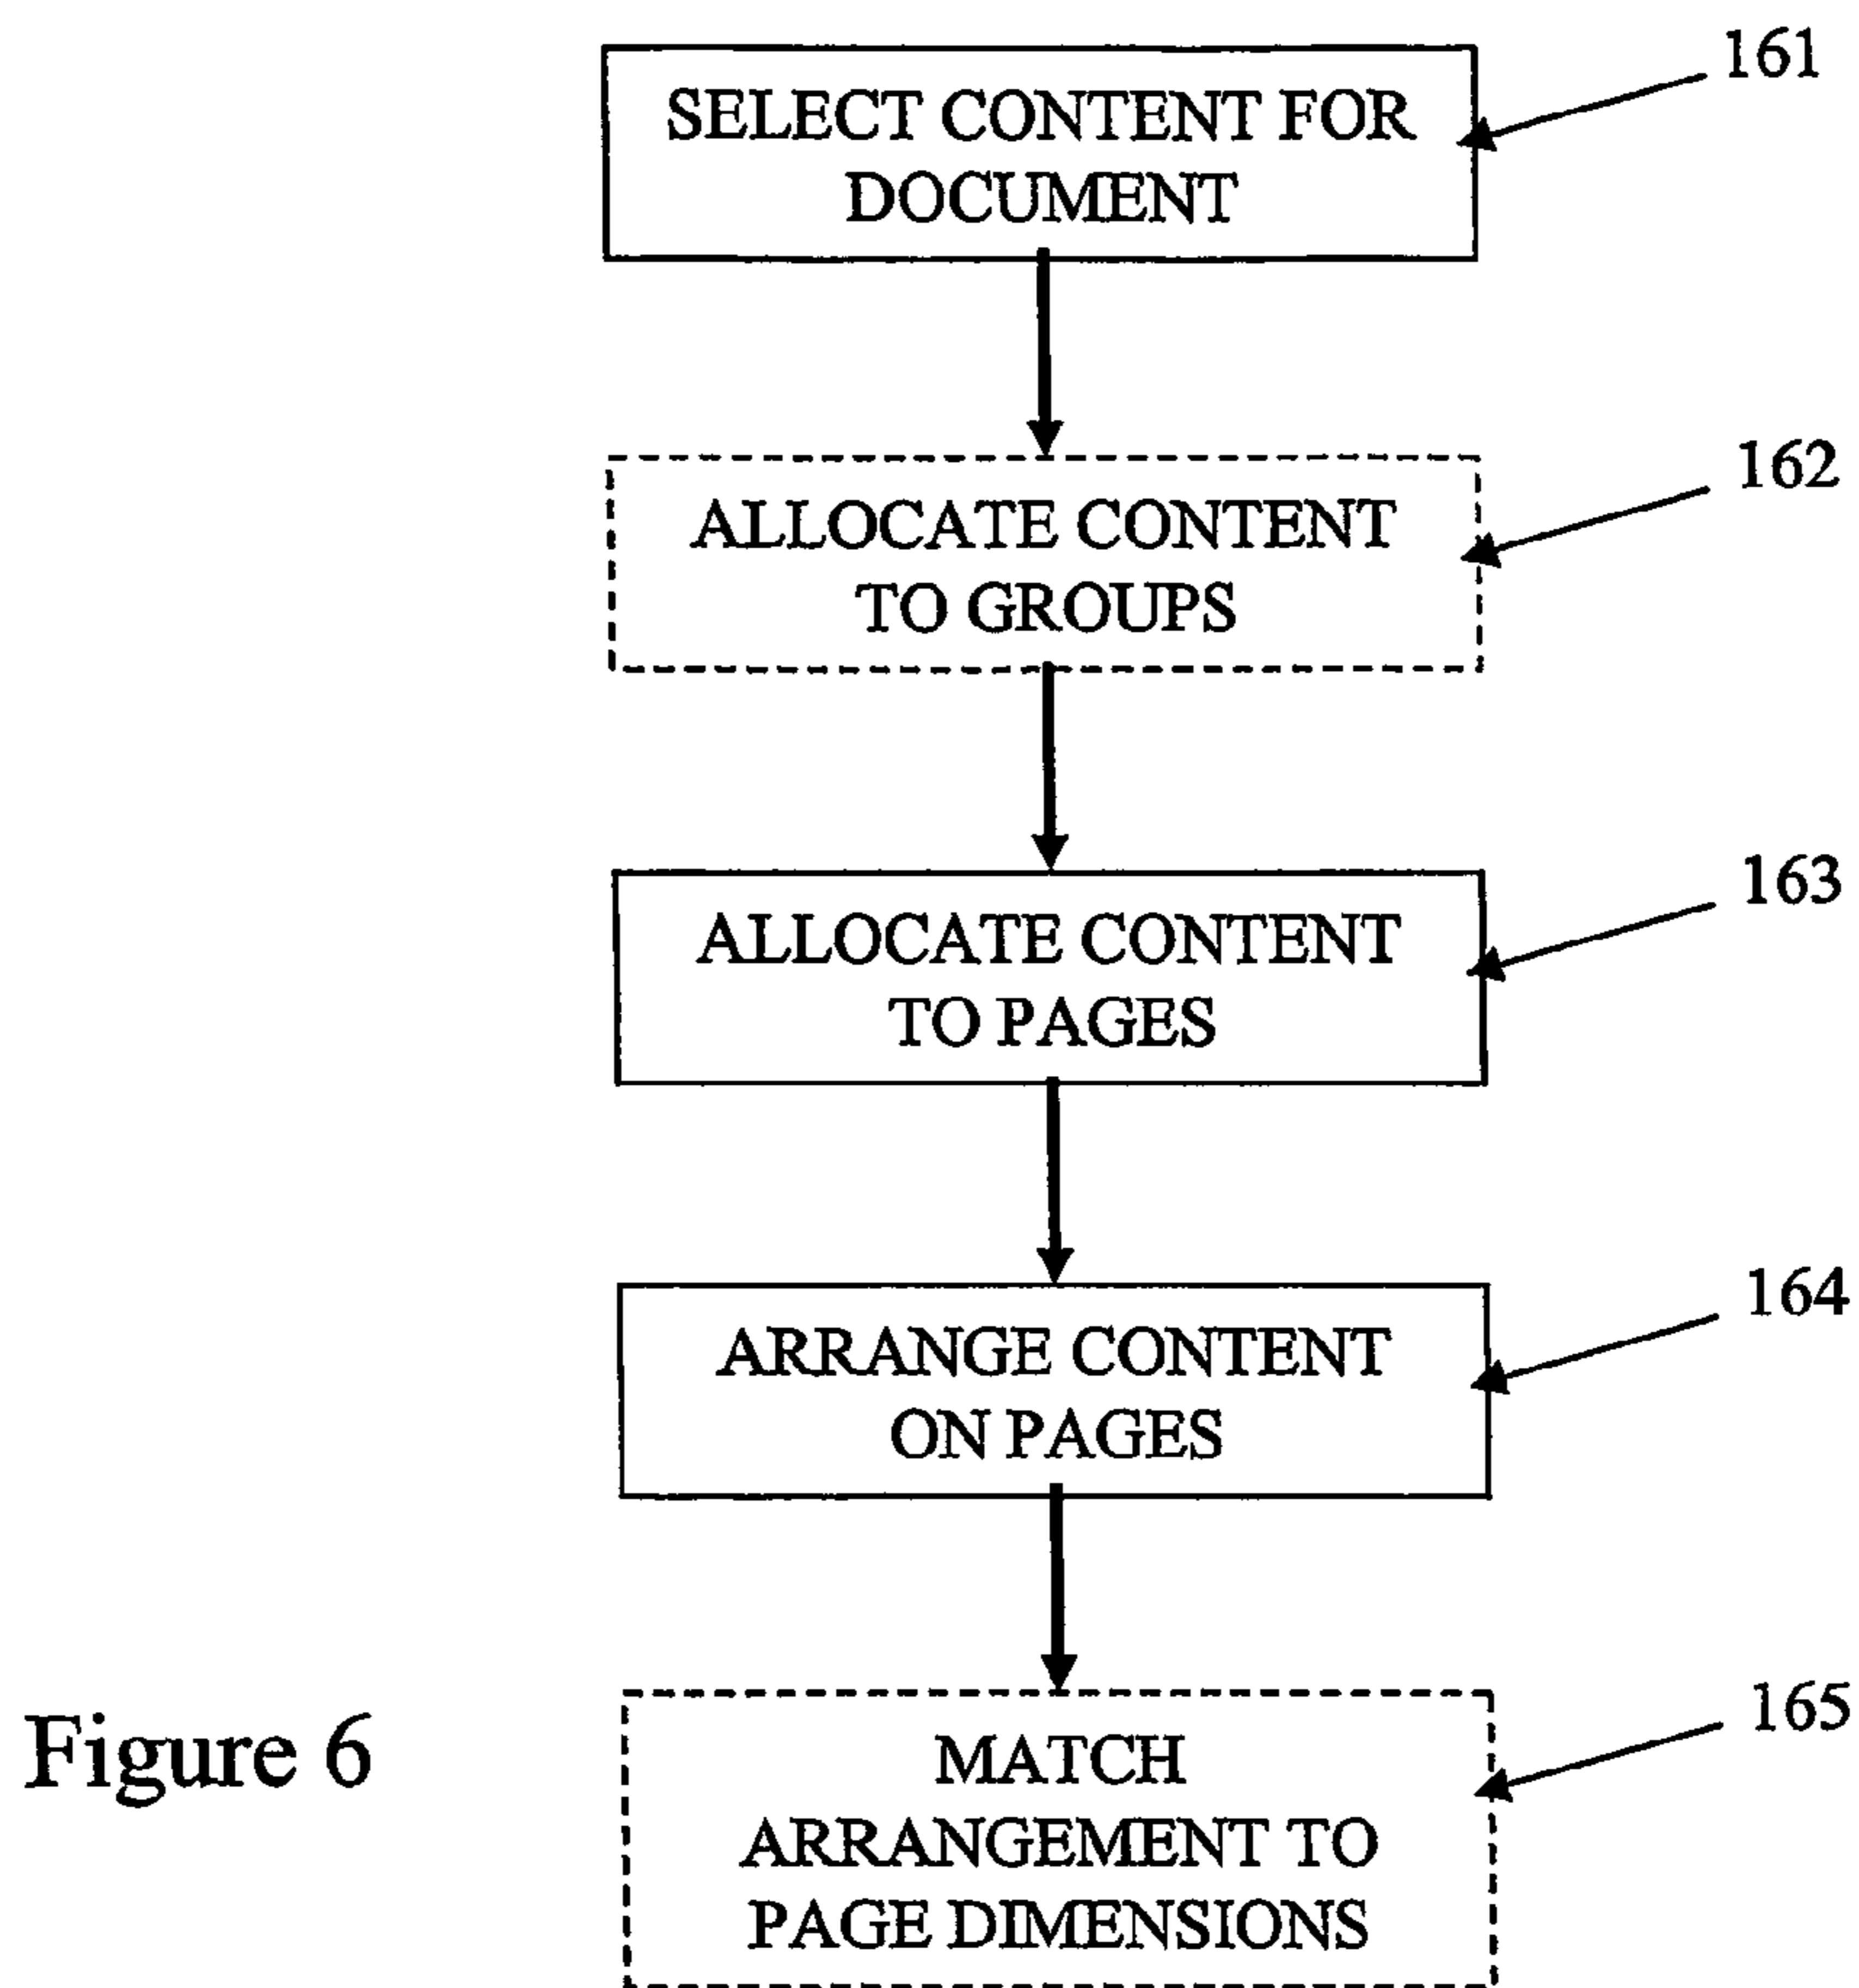 161
SELECT CONTENT FOR
DOCUMENT
162
ALLOCATE CONTENT
TO GROUPS
163
ALLOCATE CONTENT
TO PAGES
164
ARRANGE CONTENT
ON PAGES
165
MATCH
ARRANGEMENT TO
PAGE DIMENSIONS
Figure 6